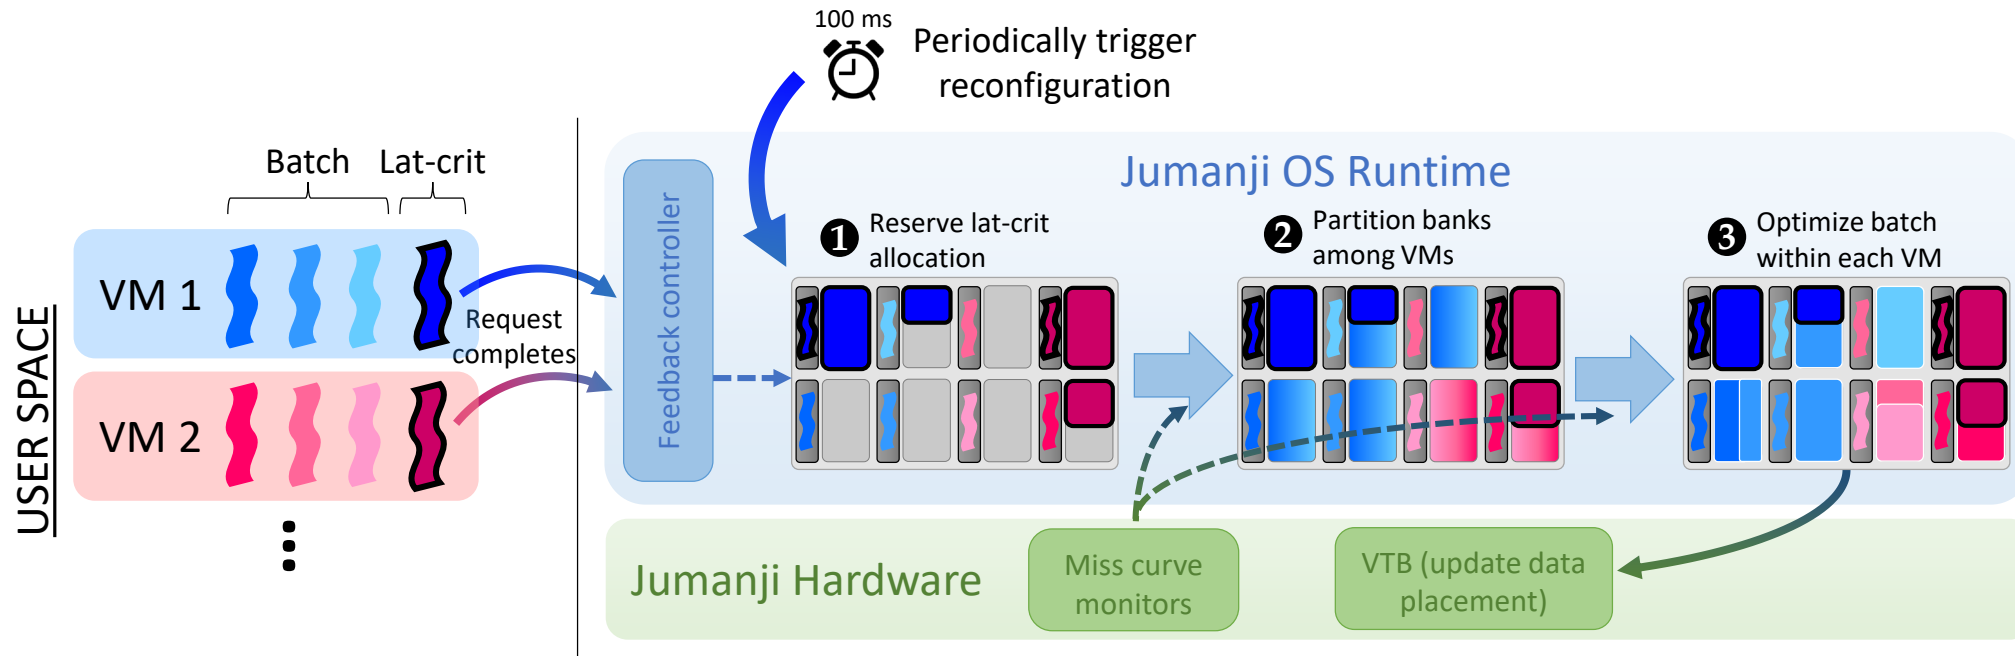 100 ms
Periodically trigger
reconfiguration
Batch
Lat-crit
USER SPACE
VM 1
VM 2
Request
completes
Feedback controller
Jumanji OS Runtime
1 Reserve lat-crit
allocation
2 Partition banks
among VMs
3 Optimize batch
within each VM
Jumanji Hardware
Miss curve
monitors
VTB (update data
placement)